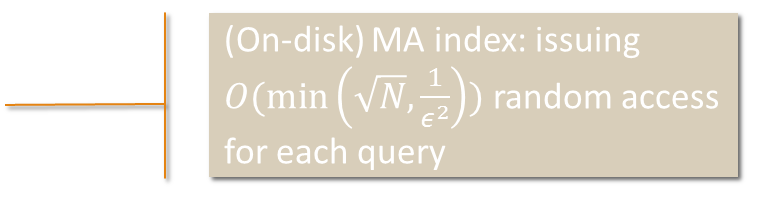 (On-disk) MA index: issuing
𝑂(min(√𝑁, 1/𝜖²)) random access
for each query